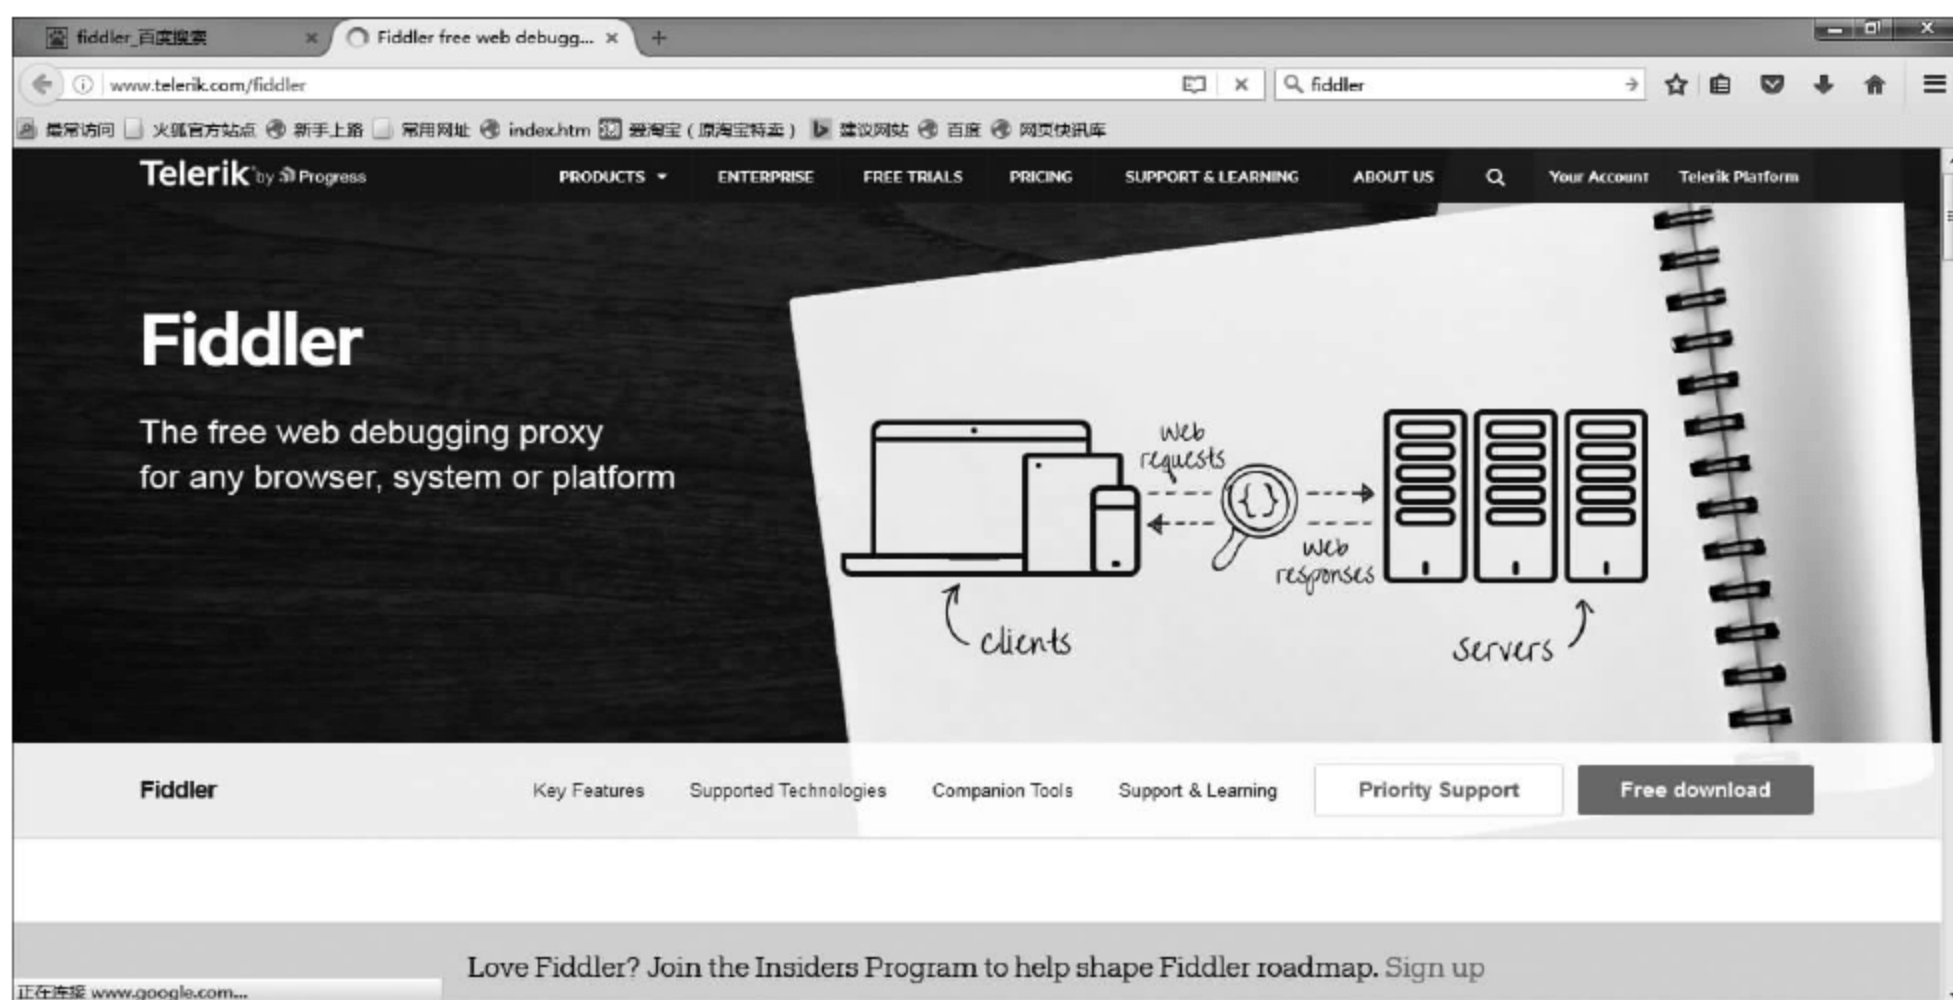 fiddler_百度搜索
Fiddler free web debugg...
www.telerik.com/fiddler
fiddler
最常访问 火狐官方站点 新手上路 常用网址 index.htm 爱淘宝（原淘宝特卖） 建议网站 百度 网页快讯库
Telerik by Progress PRODUCTS ENTERPRISE FREE TRIALS PRICING SUPPORT & LEARNING ABOUT US Your Account Telerik Platform
Fiddler
The free web debugging proxy
for any browser, system or platform
web
requests
web
responses
clients
servers
Fiddler Key Features Supported Technologies Companion Tools Support & Learning Priority Support Free download
Love Fiddler? Join the Insiders Program to help shape Fiddler roadmap. Sign up
正在连接 www.google.com...